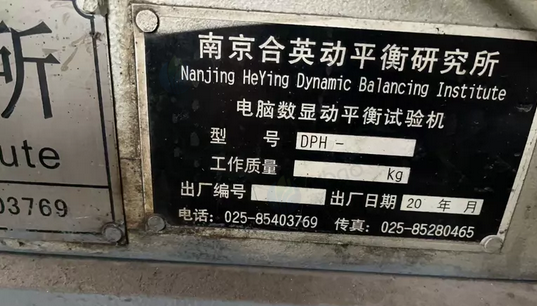 所
ute
03769
南京合英动平衡研究所
Nanjing HeYing Dynamic Balancing Institute
电脑数显动平衡试验机
型 号 DPH -
工作质量 kg
出厂编号 出厂日期 20 年 月
电话: 025-85403769 传真: 025-85280465